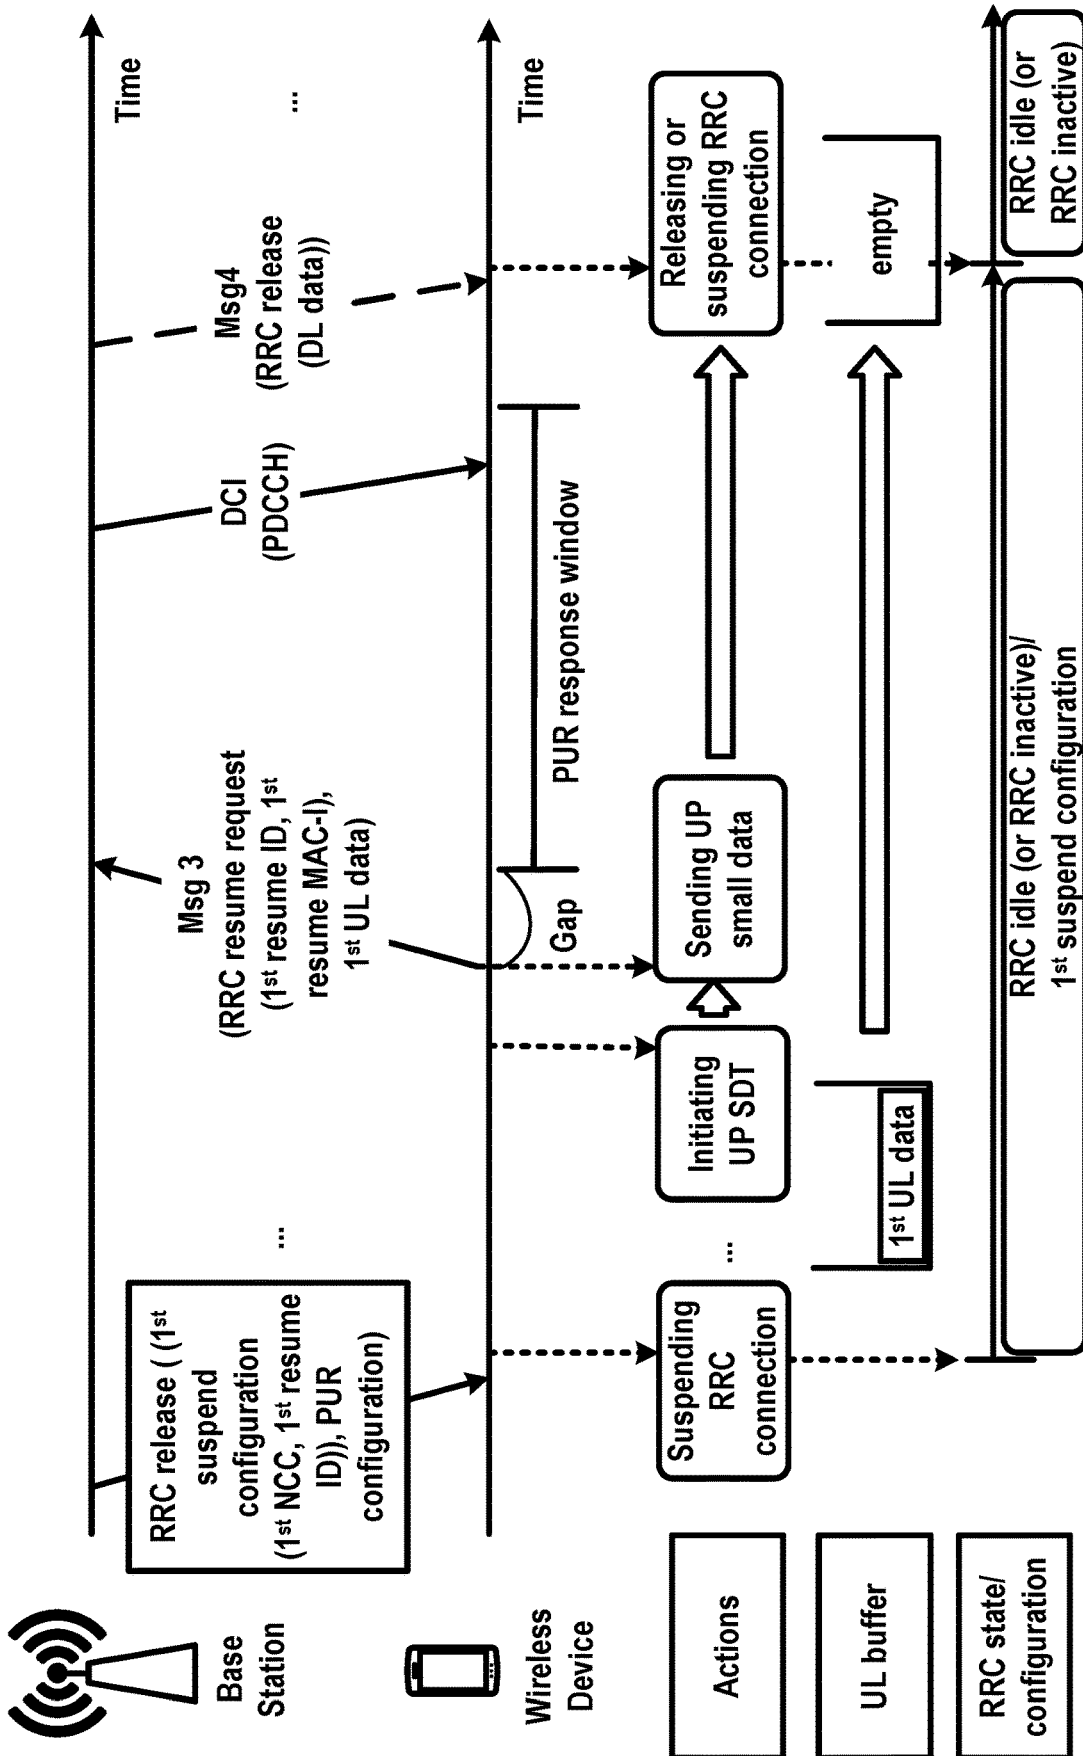 Base
Station
RRC release ( (1st
suspend
configuration
(1st NCC, 1st resume
ID)), PUR
configuration)
...
Msg 3
(RRC resume request
(1st resume ID, 1st
resume MAC-I),
1st UL data)
DCI
(PDCCH)
Msg4
(RRC release
(DL data))
...
Time
Wireless
Device
Gap
PUR response window
Time
Actions
Suspending
RRC
connection
...
Initiating
UP SDT
Sending UP
small data
Releasing or
suspending RRC
connection
UL buffer
1st UL data
empty
RRC state/
configuration
RRC idle (or RRC inactive)/
1st suspend configuration
RRC idle (or
RRC inactive)